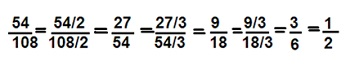 54/108 = 54/2 / 108/2 = 27/54 = 27/3 / 54/3 = 9/18 = 9/3 / 18/3 = 3/6 = 1/2